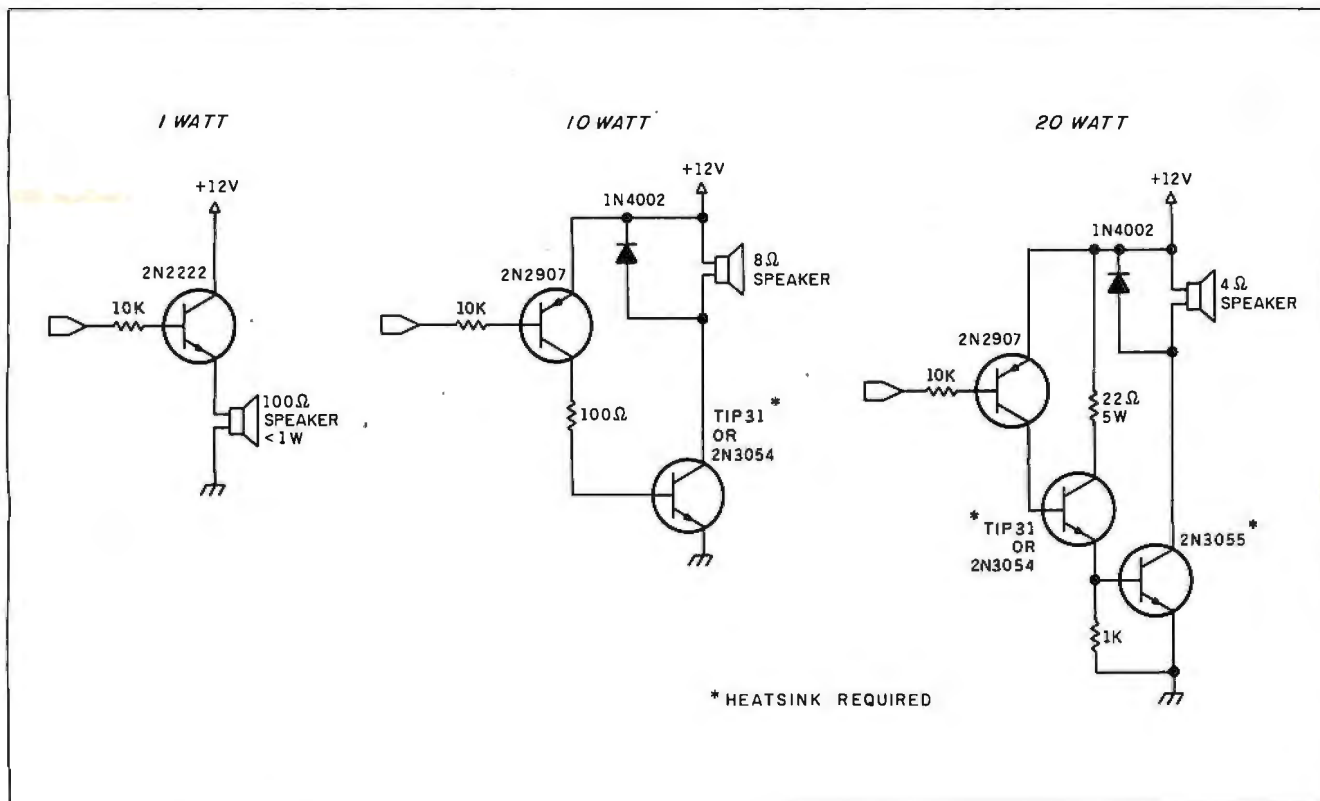 1 WATT
10 WATT
20 WATT
+12V
2N2222
10K
100Ω
SPEAKER
<1W
+12V
1N4002
2N2907
8Ω
SPEAKER
10K
100Ω
TIP31 *
OR
2N3054
+12V
1N4002
2N2907
4Ω
SPEAKER
10K
22Ω
5W
* TIP31
OR
2N3054
2N3055 *
1K
* HEATSINK REQUIRED